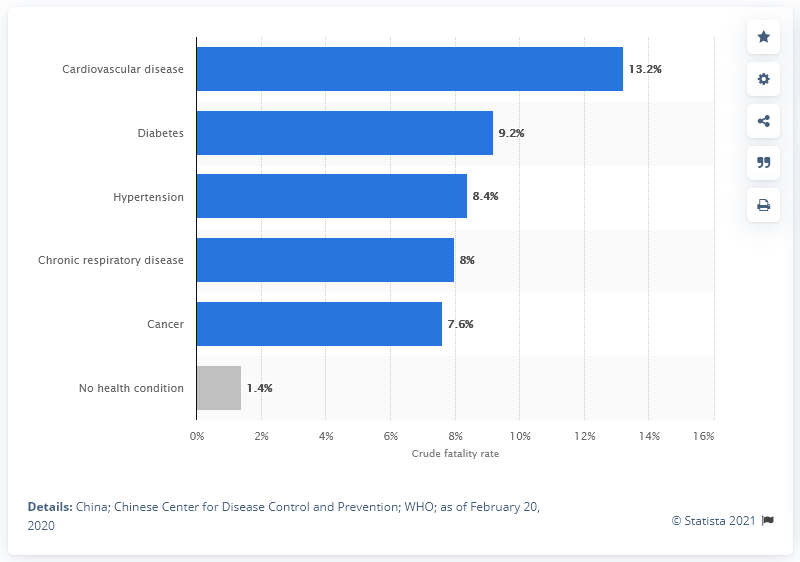 Cardiovascular disease
13.2%
Diabetes
9.2%
Hypertension
8.4%
Chronic respiratory disease
8%
Cancer
7.6%
No health condition
1.4%
0% 2% 4% 6% 8% 10% 12% 14% 16%
Crude fatality rate
Details: China; Chinese Center for Disease Control and Prevention; WHO; as of February 20,
2020
© Statista 2021